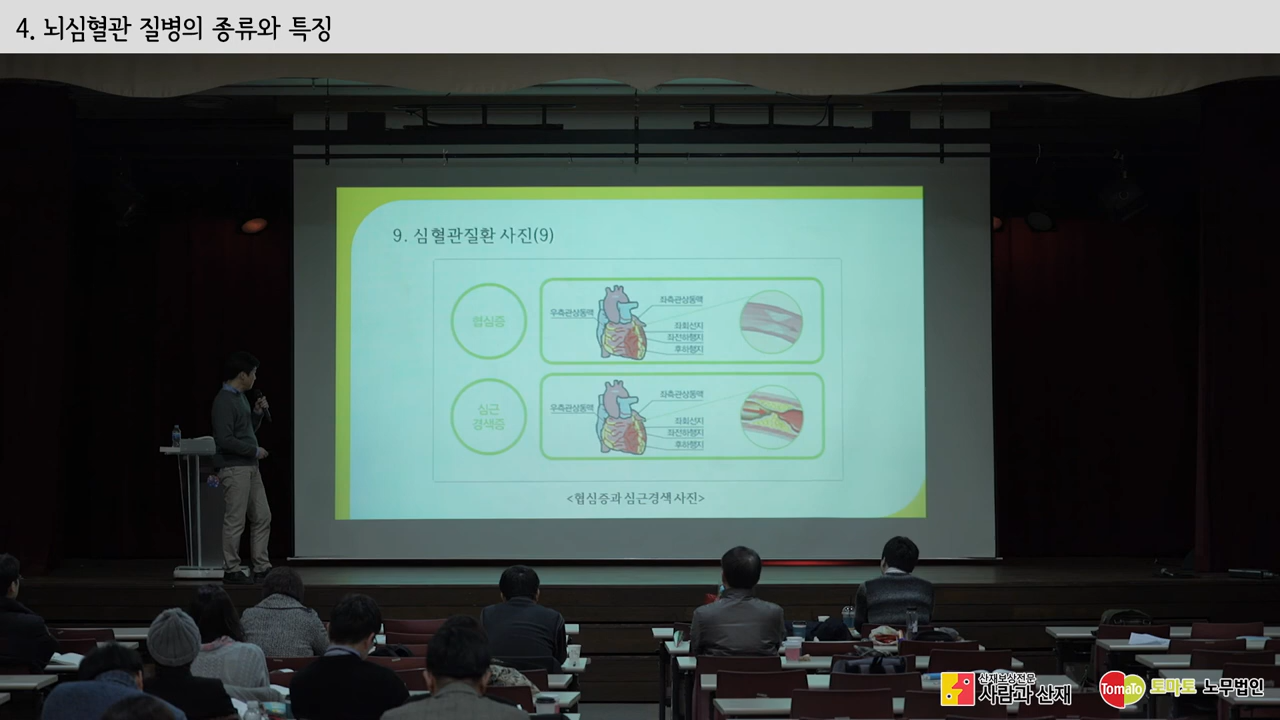 4. 뇌심혈관 질병의 종류와 특징
9. 심혈관질환 사진(9)
협심증
우측관상동맥
좌측관상동맥
좌회선지
좌전하행지
후하행지
심근
경색증
우측관상동맥
좌측관상동맥
좌회선지
좌전하행지
후하행지
<협심증과 심근경색 사진>
산재보상전문
사람과 산재
TomaTo
토마토 노무법인